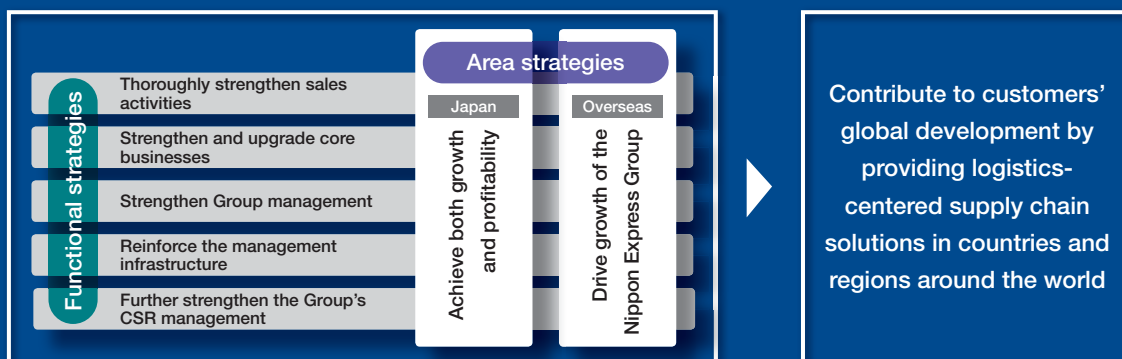 Area strategies
Japan
Overseas
Achieve both growth
and profitability
Drive growth of the
Nippon Express Group
Functional strategies
Thoroughly strengthen sales
activities
Strengthen and upgrade core
businesses
Strengthen Group management
Reinforce the management
infrastructure
Further strengthen the Group's
CSR management
Contribute to customers'
global development by
providing logistics-
centered supply chain
solutions in countries and
regions around the world